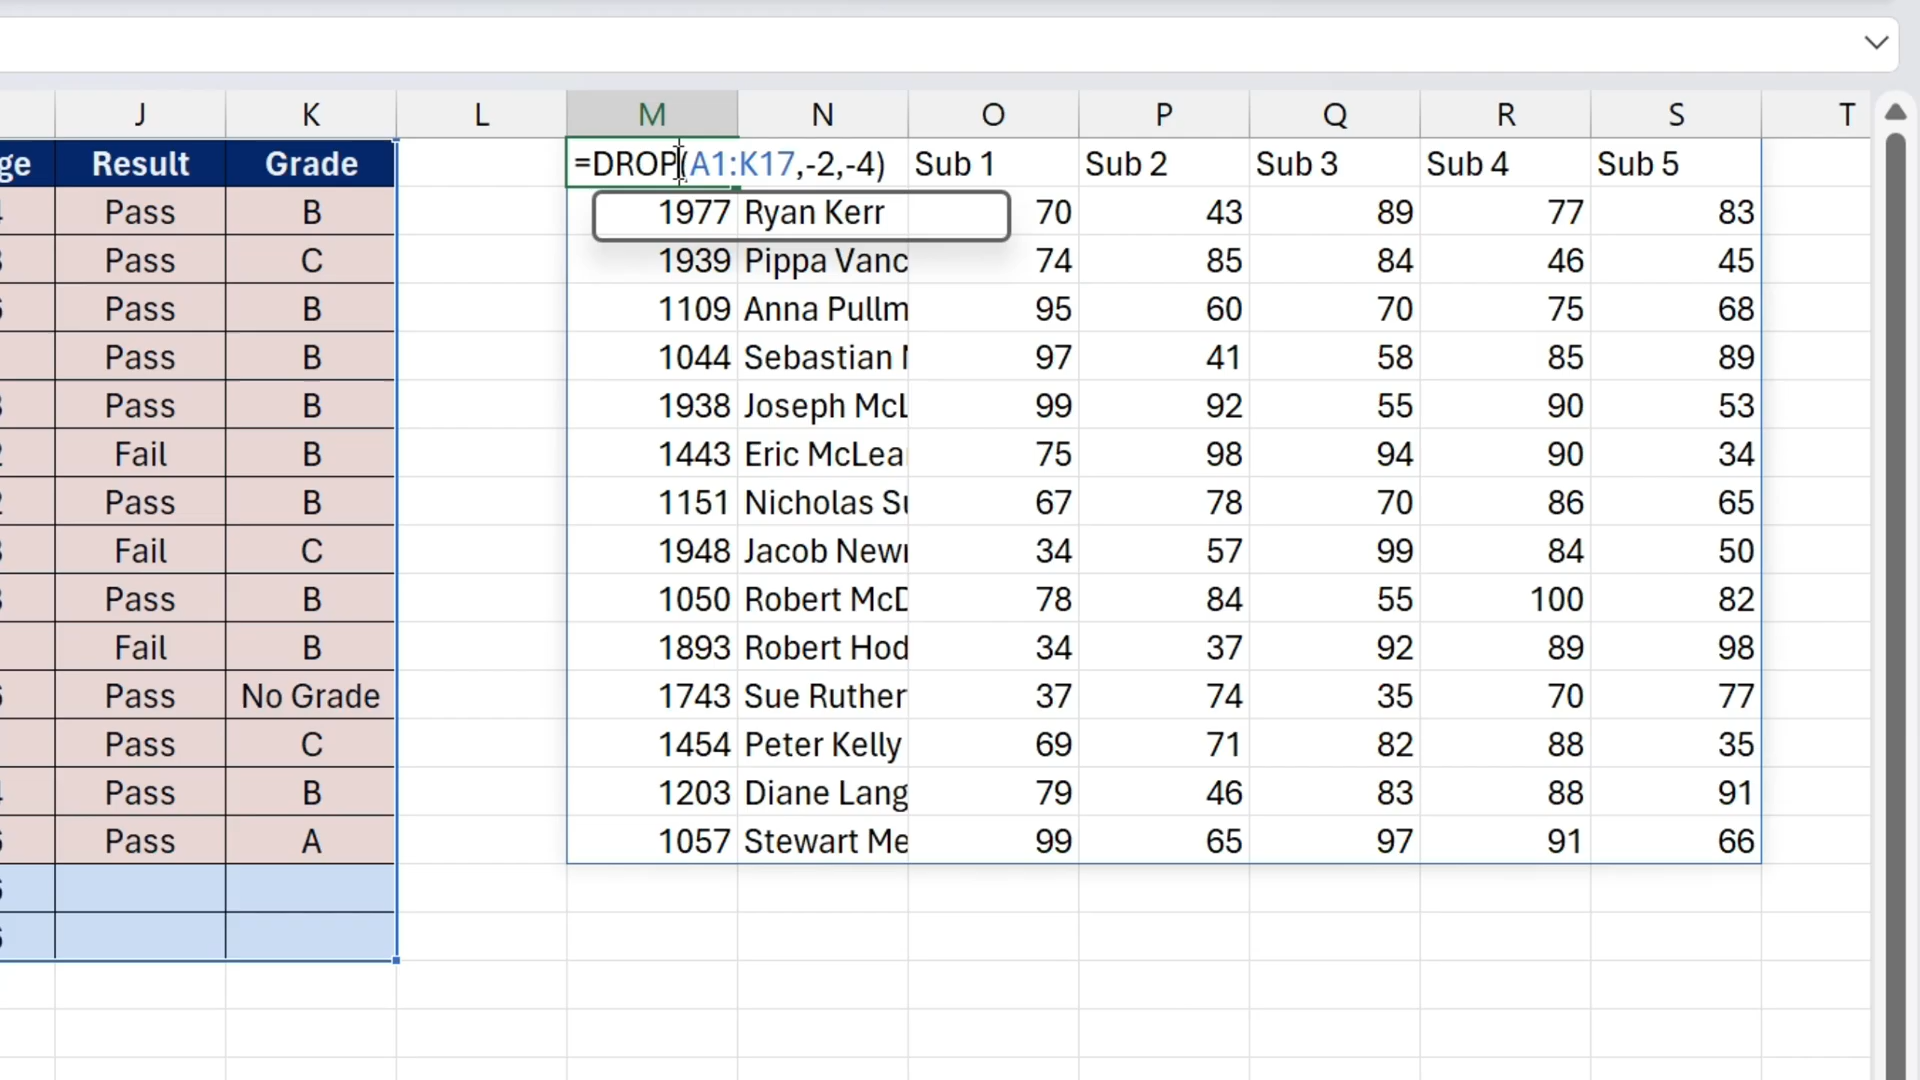 J K L M N O P Q R S T
ge Result Grade =DROP(A1:K17,-2,-4) Sub 1 Sub 2 Sub 3 Sub 4 Sub 5
Pass B 1977 Ryan Kerr 70 43 89 77 83
Pass C 1939 Pippa Vanc 74 85 84 46 45
Pass B 1109 Anna Pullm 95 60 70 75 68
Pass B 1044 Sebastian 97 41 58 85 89
Pass B 1938 Joseph McL 99 92 55 90 53
Fail B 1443 Eric McLea 75 98 94 90 34
Pass B 1151 Nicholas Su 67 78 70 86 65
Fail C 1948 Jacob New 34 57 99 84 50
Pass B 1050 Robert McD 78 84 55 100 82
Fail B 1893 Robert Hod 34 37 92 89 98
Pass No Grade 1743 Sue Ruther 37 74 35 70 77
Pass C 1454 Peter Kelly 69 71 82 88 35
Pass B 1203 Diane Lang 79 46 83 88 91
Pass A 1057 Stewart Me 99 65 97 91 66